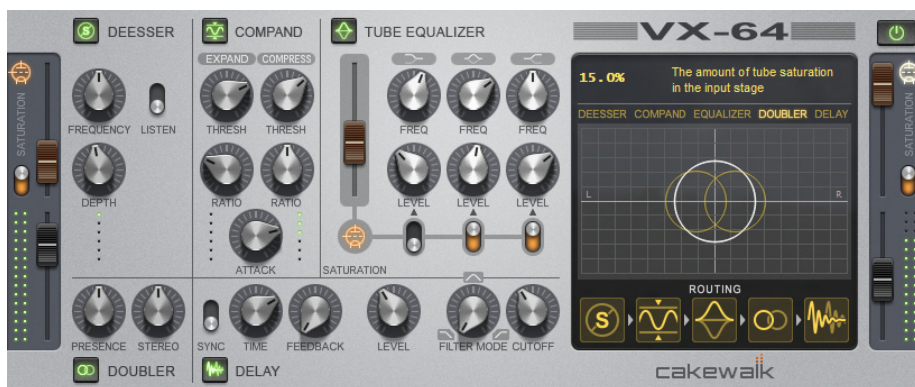 DEESSER
COMPAND
TUBE EQUALIZER
VX-64
EXPAND
COMPRESS
15.0%
The amount of tube saturation
in the input stage
SATURATION
FREQUENCY
LISTEN
THRESH
THRESH
FREQ
FREQ
FREQ
DEESSER COMPAND EQUALIZER DOUBLER DELAY
L
R
DEPTH
RATIO
RATIO
LEVEL
LEVEL
LEVEL
SATURATION
ATTACK
SATURATION
ROUTING
S
PRESENCE
STEREO
SYNC
TIME
FEEDBACK
LEVEL
FILTER MODE
CUTOFF
DOUBLER
DELAY
cakewalk